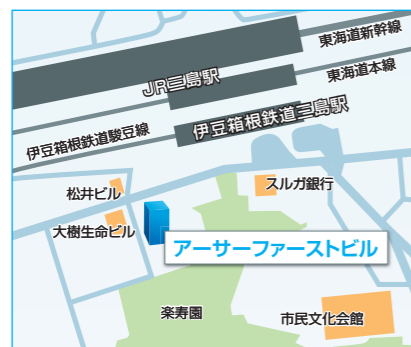 東海道新幹線
JR三島駅
東海道本線
伊豆箱根鉄道三島駅
伊豆箱根鉄道駿豆線
松井ビル
スルガ銀行
大樹生命ビル
アーサーファーストビル
楽寿園
市民文化会館